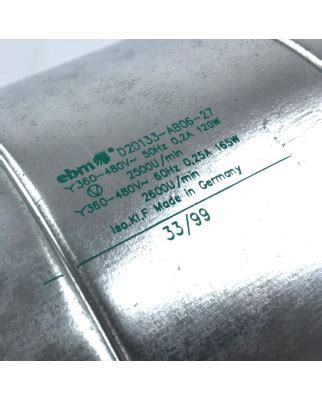 ebm D2D133-AB06-27
Y360-480V~ 50Hz 0,2A 120W
2500U/min
Y360-480V~ 60Hz 0,25A 165W
2600U/min
Iso.Kl.F Made in Germany
33/99